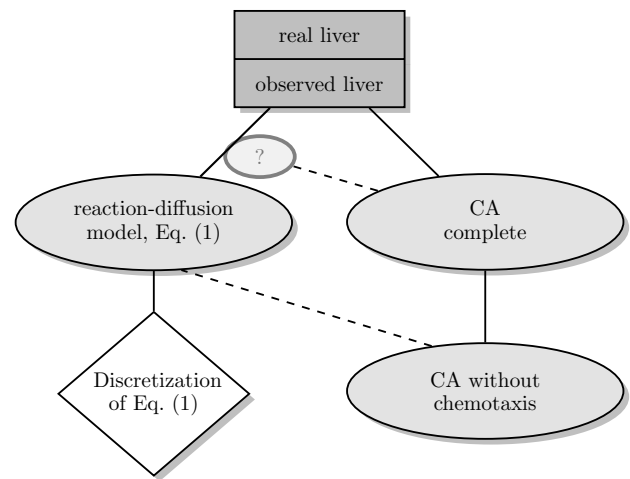 real liver
observed liver
?
reaction-diffusion
model, Eq. (1)
CA
complete
Discretization
of Eq. (1)
CA without
chemotaxis